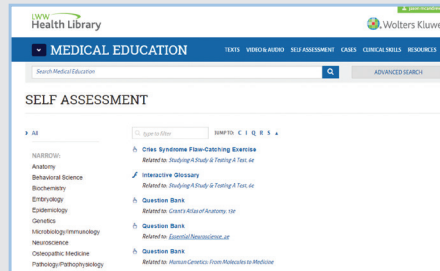 LWW
Health Library
Wolters Kluwe
MEDICAL EDUCATION
TEXTS VIDEO & AUDIO SELF ASSESSMENT CASES CLINICAL SKILLS RESOURCES
Search Medical Education
ADVANCED SEARCH
SELF ASSESSMENT
All
type to filter
JUMP TO: C I Q R S
NARROW:
Anatomy
Behavioral Science
Biochemistry
Embryology
Epidemiology
Genetics
Microbiology/Immunology
Neuroscience
Osteopathic Medicine
Pathology/Pathophysiology
Cries Syndrome Flaw-Catching Exercise
Related to: Studying A Study & Testing A Test, 6e
Interactive Glossary
Related to: Studying A Study & Testing A Test, 6e
Question Bank
Related to: Grant's Atlas of Anatomy, 13e
Question Bank
Related to: Essential Neuroscience, 2e
Question Bank
Related to: Human Genetics: From Molecules to Medicine